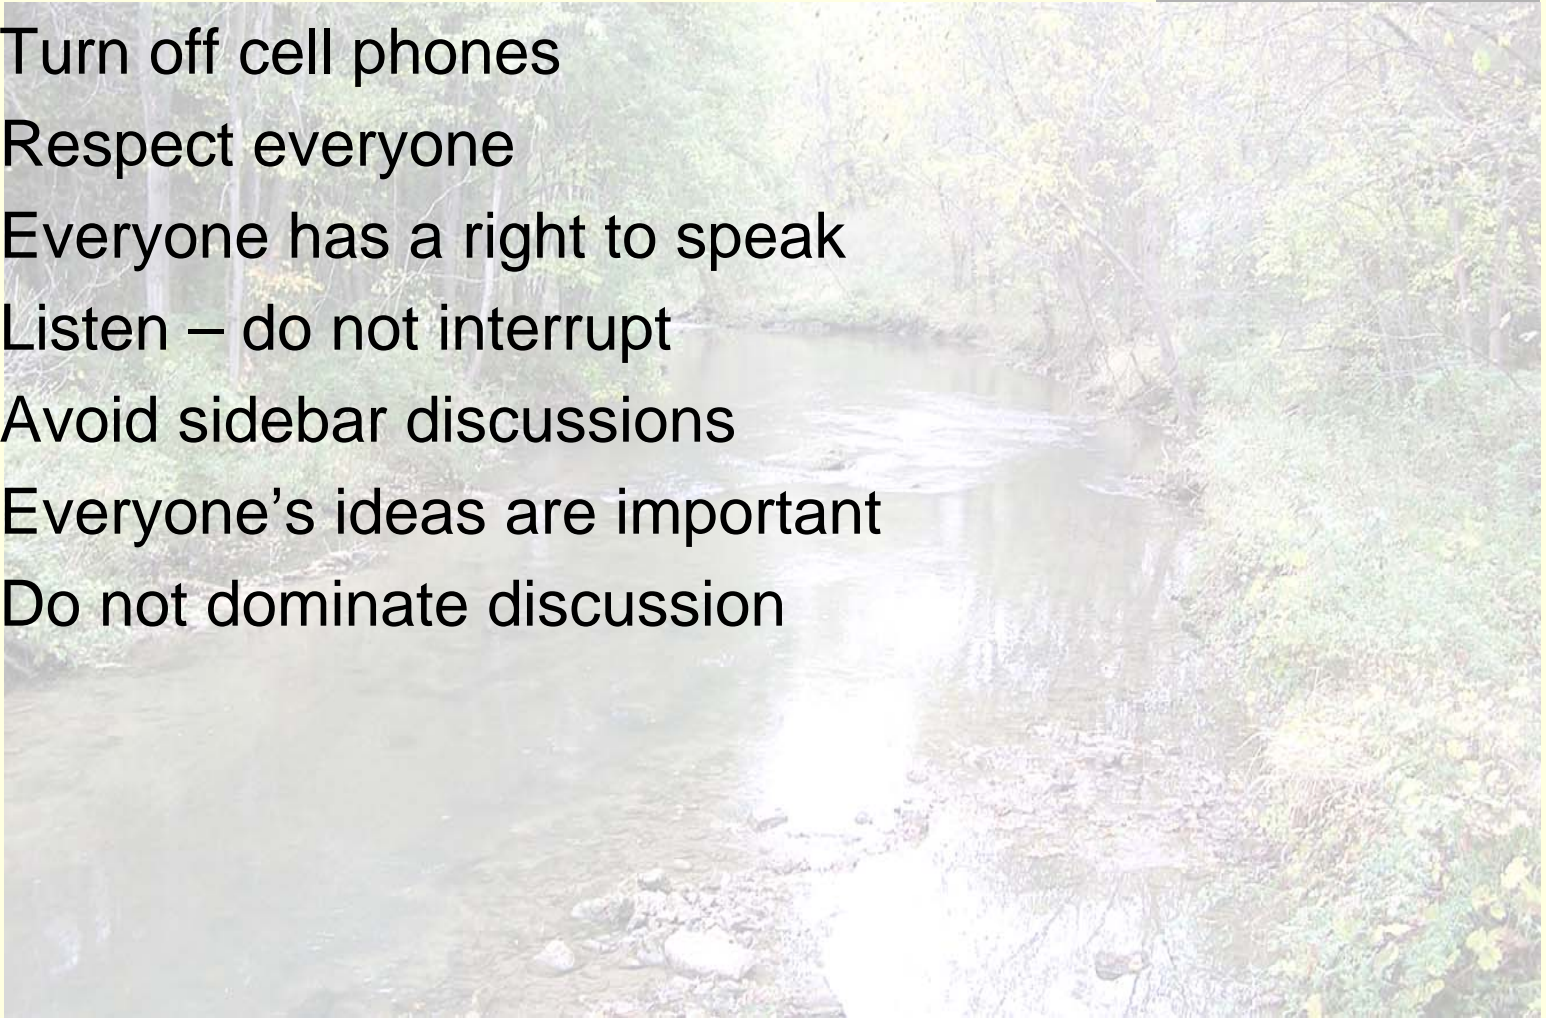 Turn off cell phones
Respect everyone
Everyone has a right to speak
Listen – do not interrupt
Avoid sidebar discussions
Everyone’s ideas are important
Do not dominate discussion